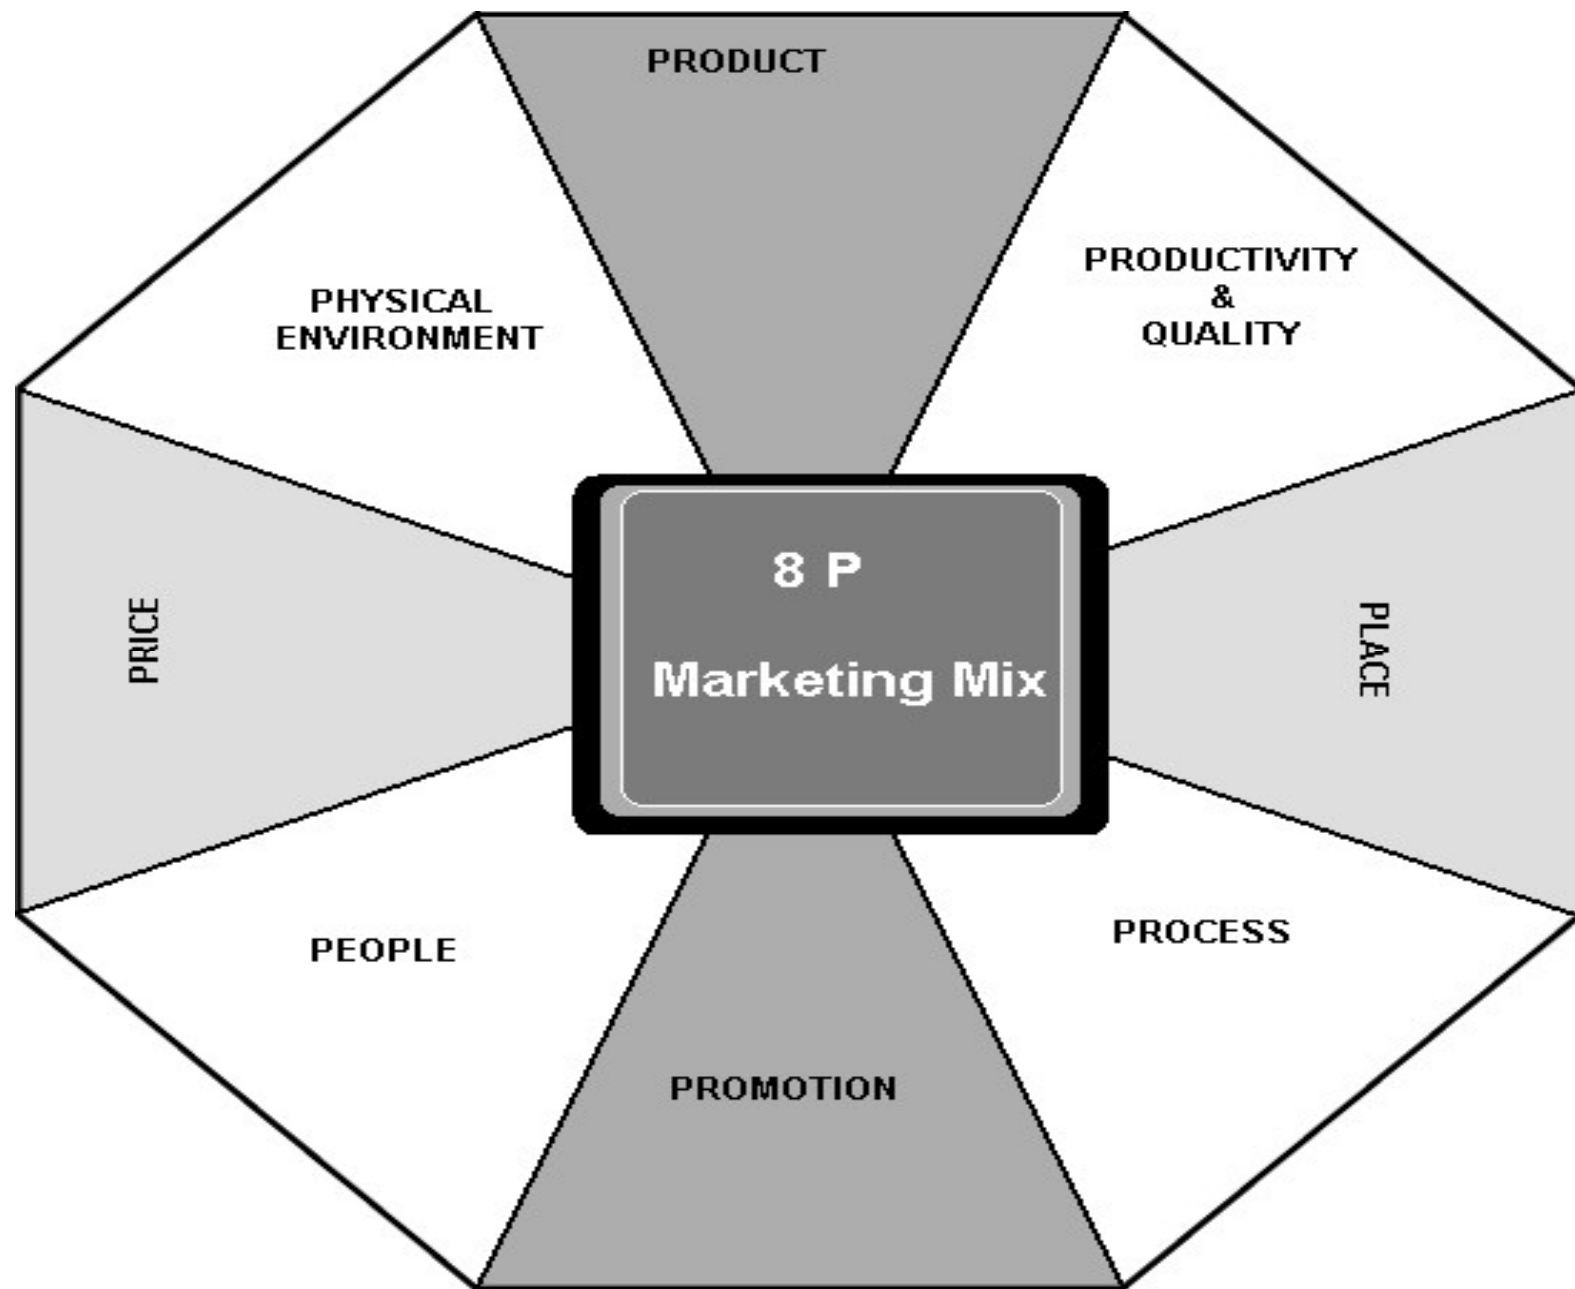 PRODUCT
PRODUCTIVITY
&
QUALITY
PHYSICAL
ENVIRONMENT
8 P
Marketing Mix
PRICE
PLACE
PEOPLE
PROCESS
PROMOTION